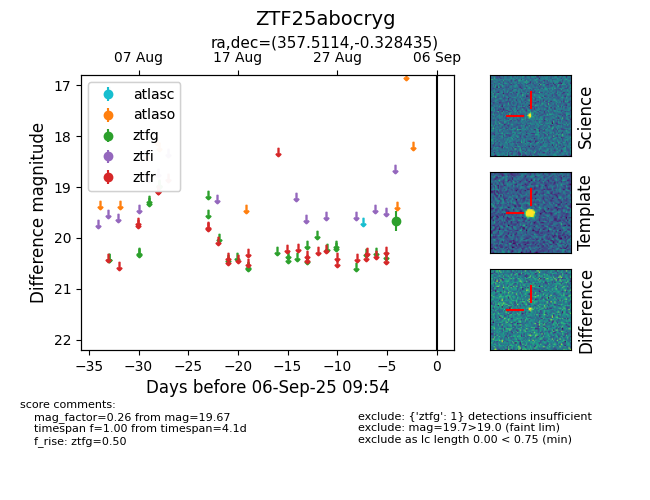 ZTF25abocryg
ra,dec=(357.5114,-0.328435)
07 Aug
17 Aug
27 Aug
06 Sep
atlasc
atlaso
ztfg
ztfi
ztfr
17
18
19
20
21
22
Difference magnitude
−35
−30
−25
−20
−15
−10
−5
0
Days before 06-Sep-25 09:54
Science
Template
Difference
score comments:
mag_factor=0.26 from mag=19.67
timespan f=1.00 from timespan=4.1d
f_rise: ztfg=0.50
exclude: {'ztfg': 1} detections insufficient
exclude: mag=19.7>19.0 (faint lim)
exclude as lc length 0.00 < 0.75 (min)